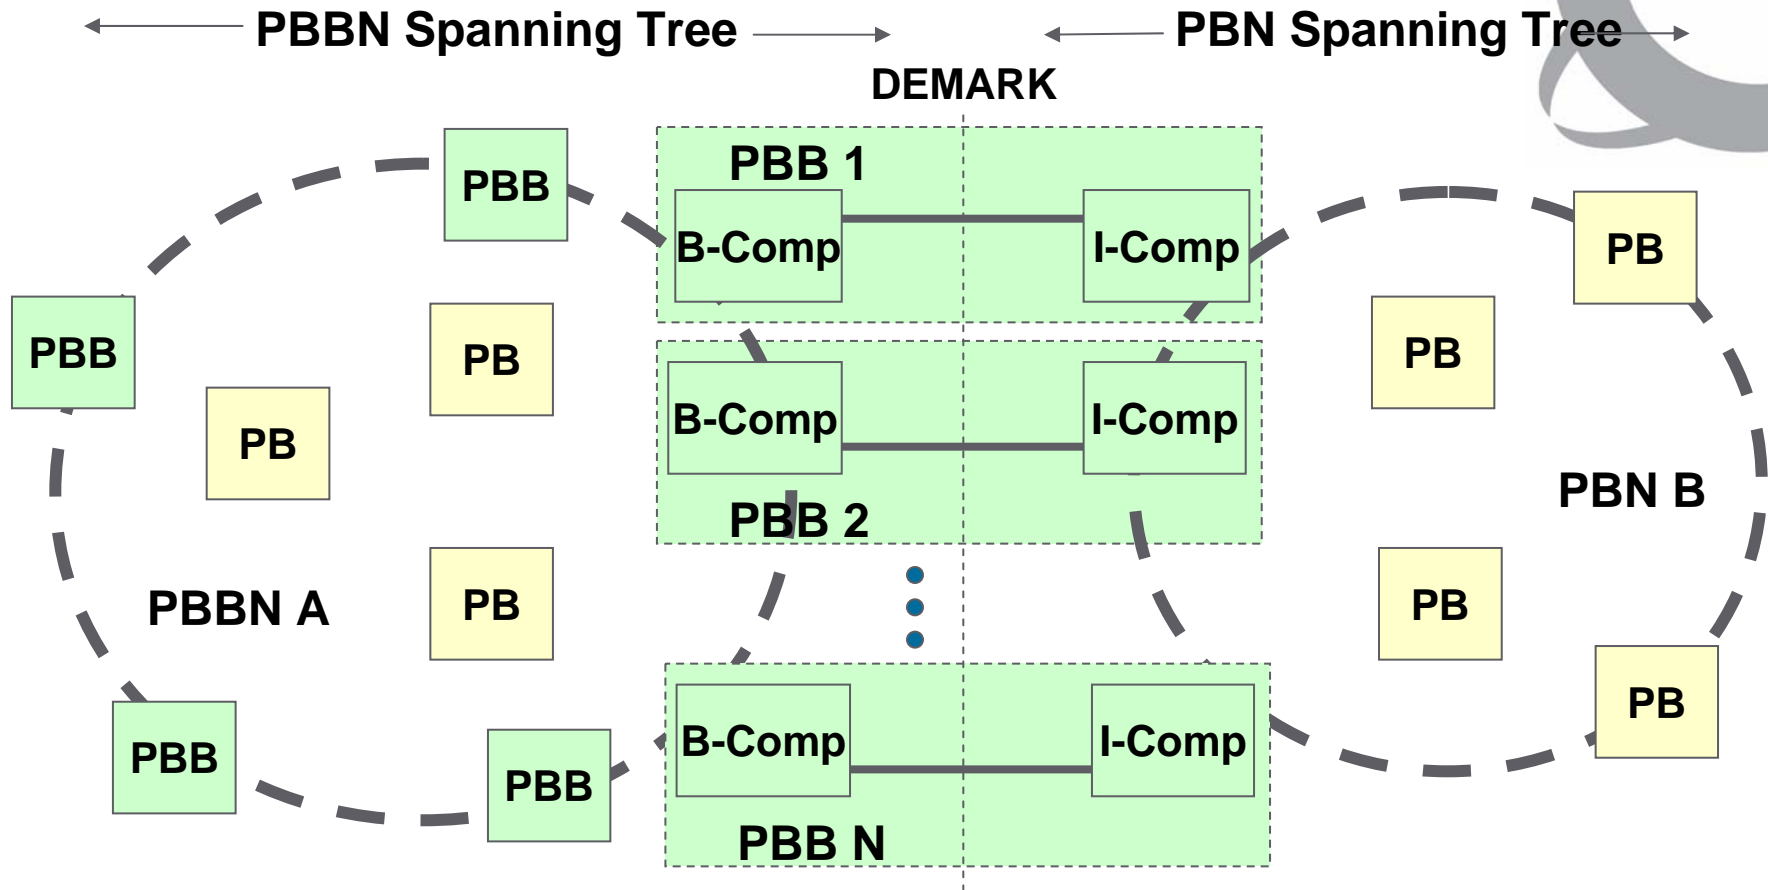 PBBN Spanning Tree
PBN Spanning Tree
DEMARK
PBB 1
PBB
B-Comp
I-Comp
PB
PBB
PB
PB
B-Comp
I-Comp
PB
PBB 2
PBN B
PBBN A
PB
PB
PB
B-Comp
I-Comp
PBB
PBB
PBB N